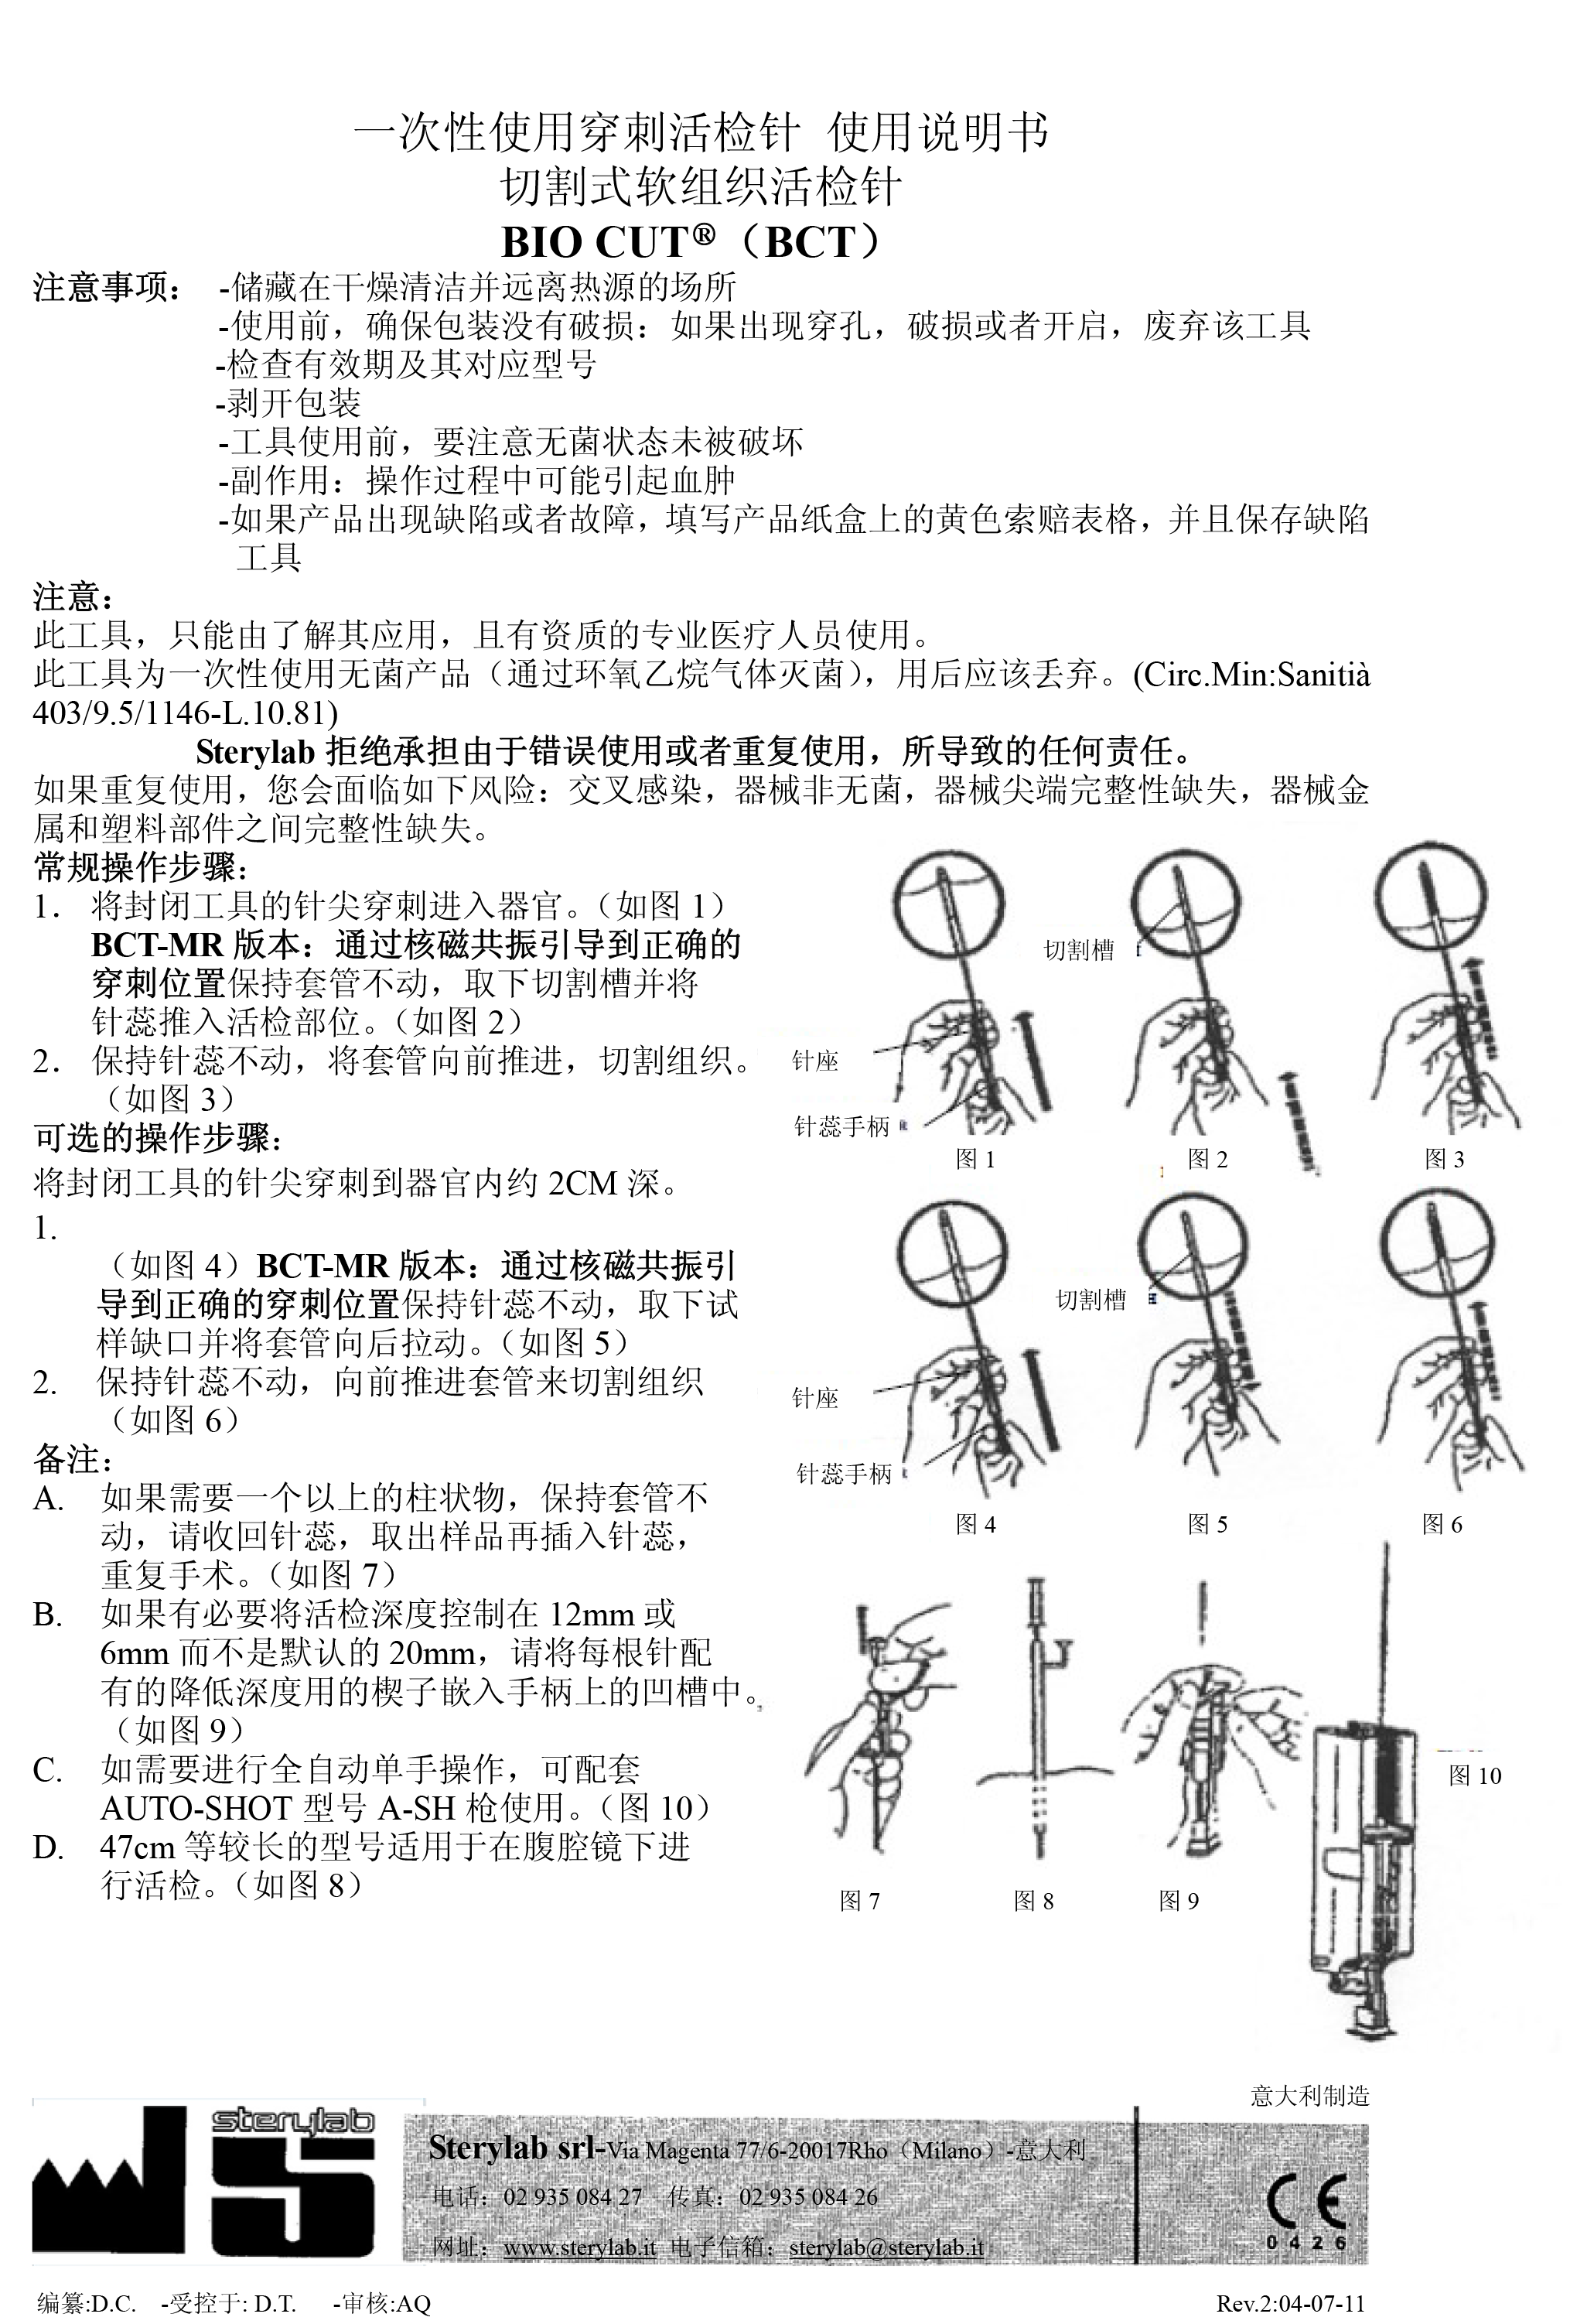 一次性使用穿刺活检针 使用说明书
切割式软组织活检针
BIO CUT®（BCT）
注意事项： -储藏在干燥清洁并远离热源的场所
-使用前，确保包装没有破损：如果出现穿孔，破损或者开启，废弃该工具
-检查有效期及其对应型号
-剥开包装
-工具使用前，要注意无菌状态未被破坏
-副作用：操作过程中可能引起血肿
-如果产品出现缺陷或者故障，填写产品纸盒上的黄色索赔表格，并且保存缺陷
工具
注意：
此工具，只能由了解其应用，且有资质的专业医疗人员使用。
此工具为一次性使用无菌产品（通过环氧乙烷气体灭菌），用后应该丢弃。(Circ.Min:Sanitià
403/9.5/1146-L.10.81)
Sterylab 拒绝承担由于错误使用或者重复使用，所导致的任何责任。
如果重复使用，您会面临如下风险：交叉感染，器械非无菌，器械尖端完整性缺失，器械金
属和塑料部件之间完整性缺失。
常规操作步骤：
1. 将封闭工具的针尖穿刺进入器官。（如图 1）
BCT-MR 版本：通过核磁共振引导到正确的
穿刺位置保持套管不动，取下切割槽并将
针蕊推入活检部位。（如图 2）
2. 保持针蕊不动，将套管向前推进，切割组织。
（如图 3）
可选的操作步骤：
将封闭工具的针尖穿刺到器官内约 2CM 深。
1.
（如图 4）BCT-MR 版本：通过核磁共振引
导到正确的穿刺位置保持针蕊不动，取下试
样缺口并将套管向后拉动。（如图 5）
2. 保持针蕊不动，向前推进套管来切割组织
（如图 6）
备注：
A. 如果需要一个以上的柱状物，保持套管不
动，请收回针蕊，取出样品再插入针蕊，
重复手术。（如图 7）
B. 如果有必要将活检深度控制在 12mm 或
6mm 而不是默认的 20mm，请将每根针配
有的降低深度用的楔子嵌入手柄上的凹槽中。
（如图 9）
C. 如需要进行全自动单手操作，可配套
AUTO-SHOT 型号 A-SH 枪使用。（图 10）
D. 47cm 等较长的型号适用于在腹腔镜下进
行活检。（如图 8）
切割槽
针座
针蕊手柄
图 1
图 2
图 3
切割槽
针座
针蕊手柄
图 4
图 5
图 6
图 7
图 8
图 9
图 10
意大利制造
sterylab
Sterylab srl-Via Magenta 77/6-20017Rho（Milano）-意大利
电话：02 935 084 27 传真：02 935 084 26
网址：www.sterylab.it 电子信箱：sterylab@sterylab.it
CE
0426
编纂:D.C. -受控于: D.T. -审核:AQ
Rev.2:04-07-11